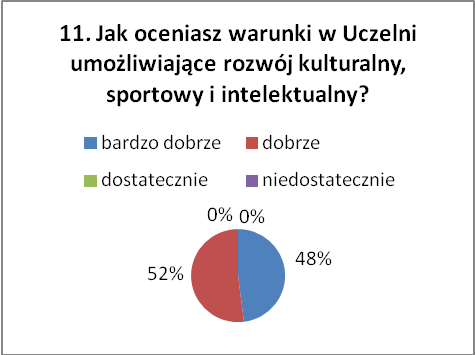 11. Jak oceniasz warunki w Uczelni
umożliwiające rozwój kulturalny,
sportowy i intelektualny?
bardzo dobrze dobrze
dostatecznie niedostatecznie
0% 0%
52% 48%